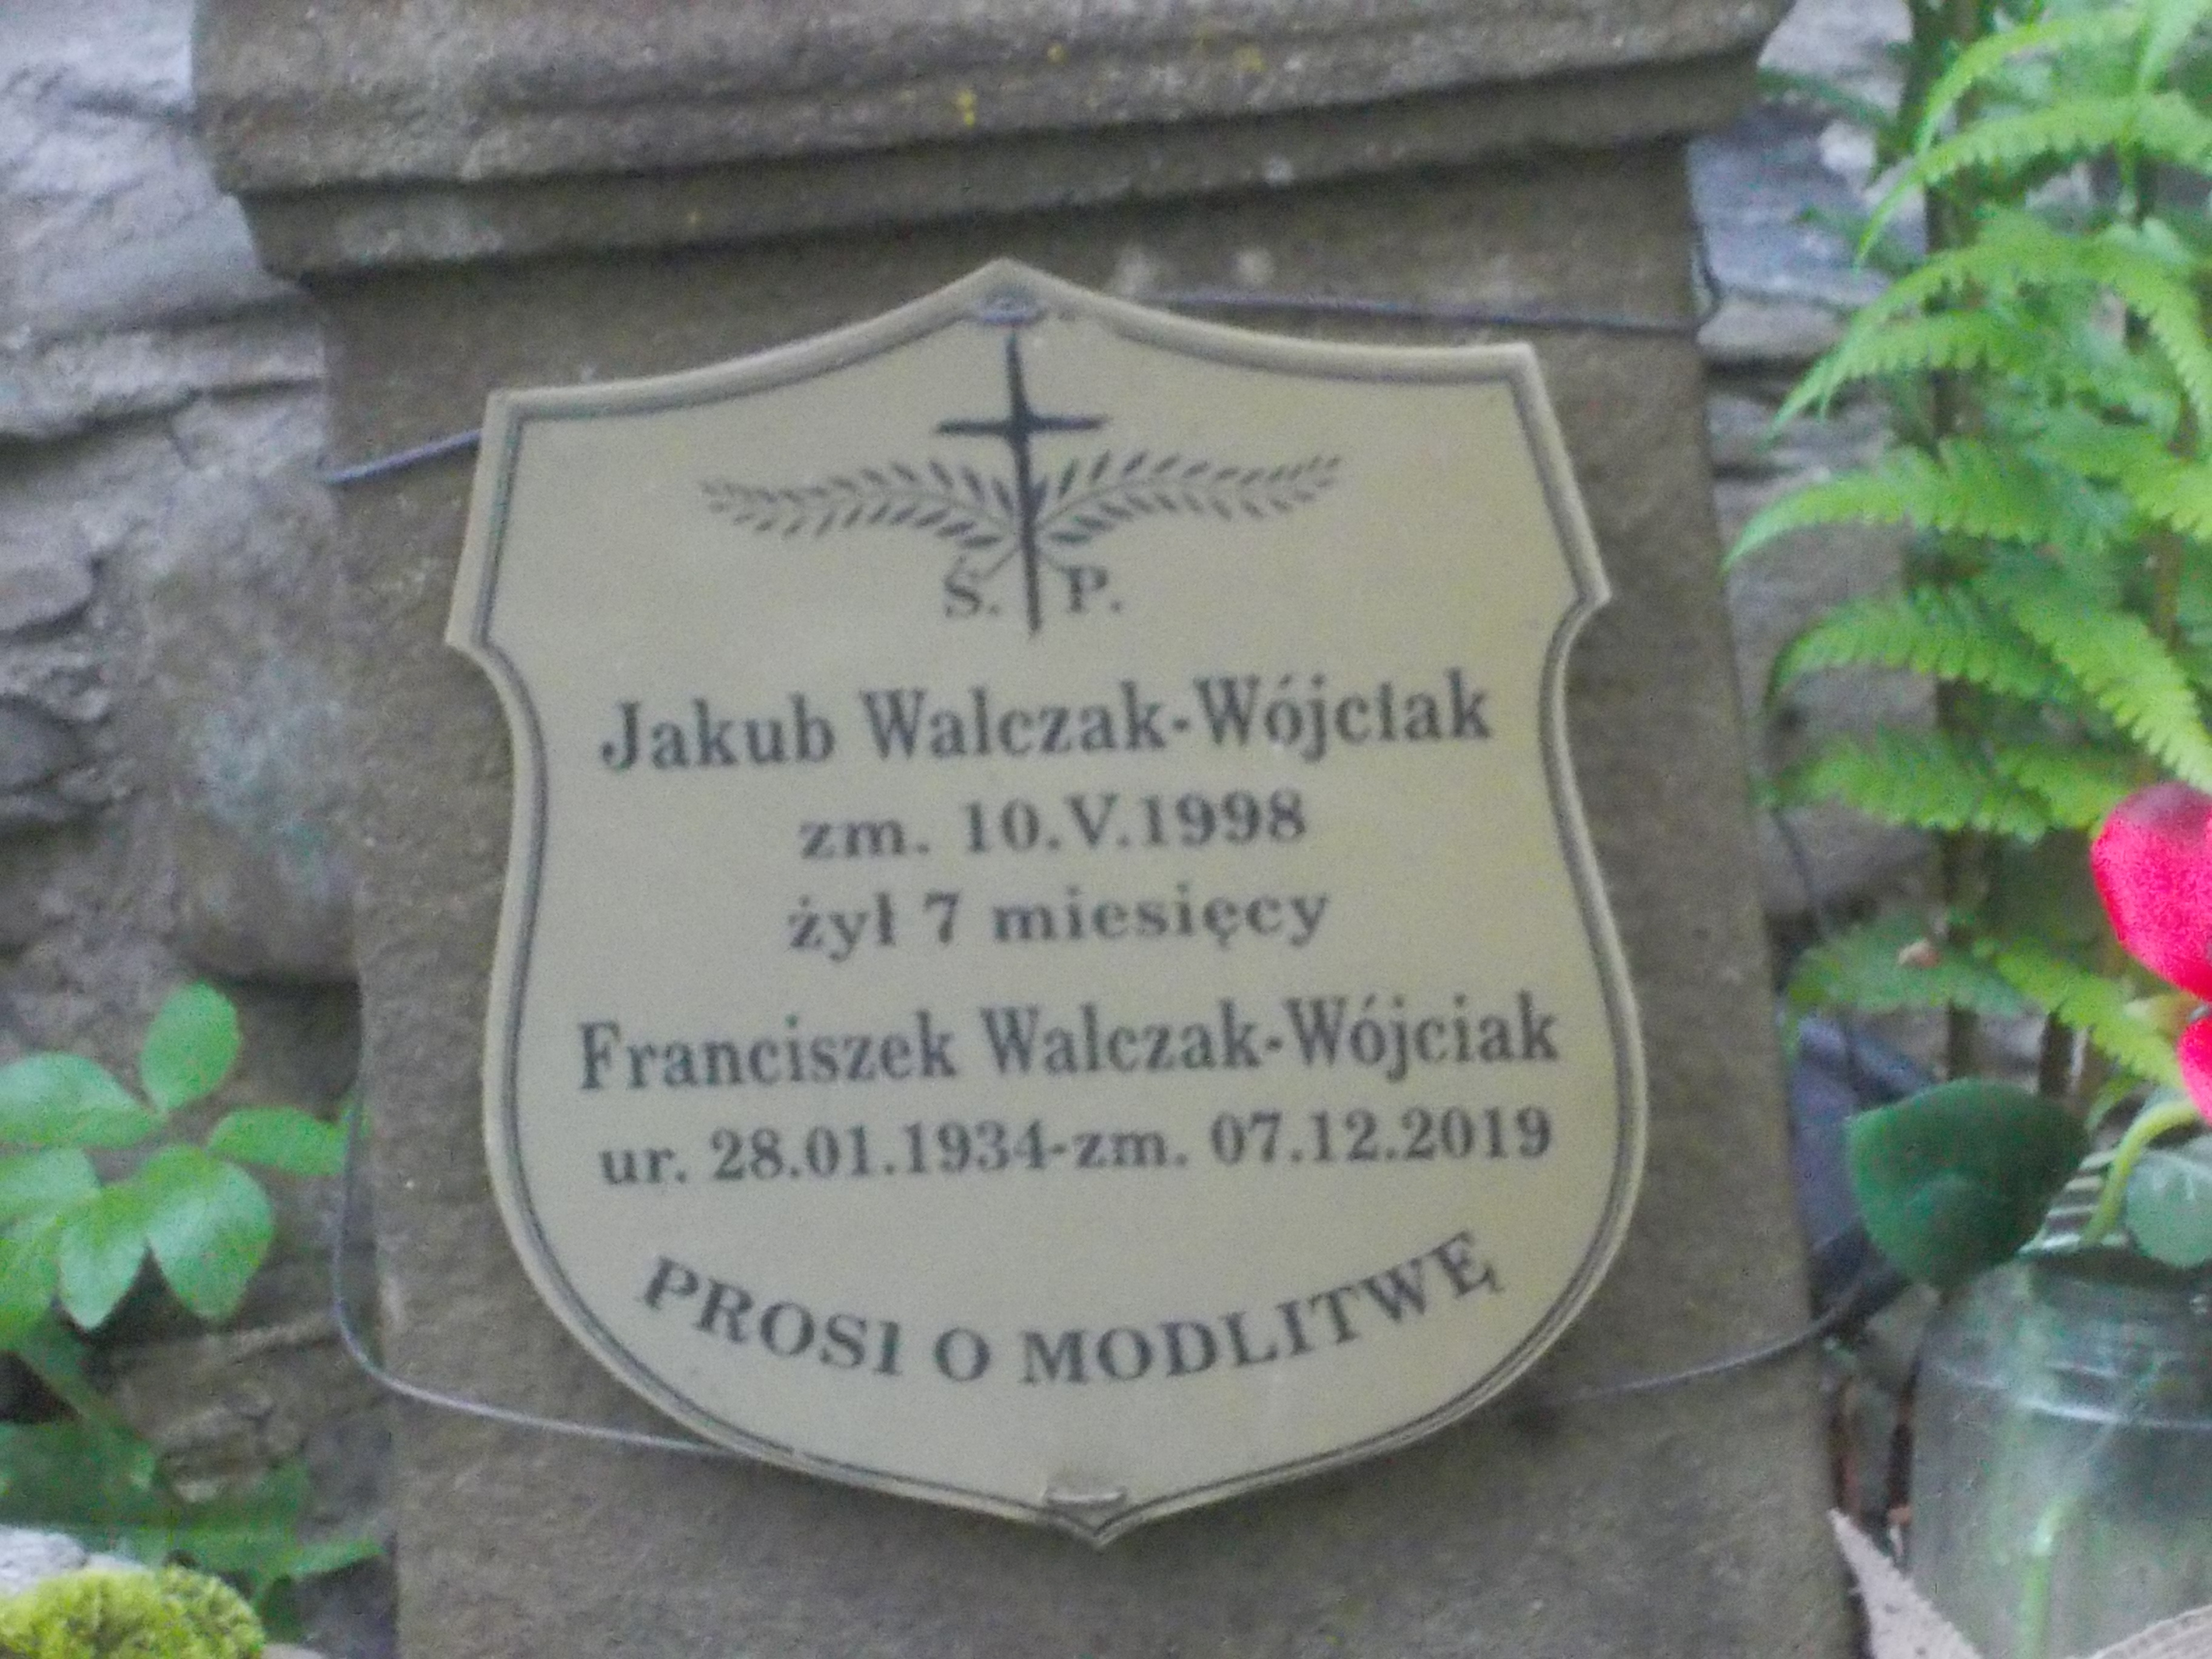 Ś. P.
Jakub Walczak-Wójciak
zm. 10.V.1998
żył 7 miesięcy
Franciszek Walczak-Wójciak
ur. 28.01.1934-zm. 07.12.2019
PROSI O MODLITWĘ